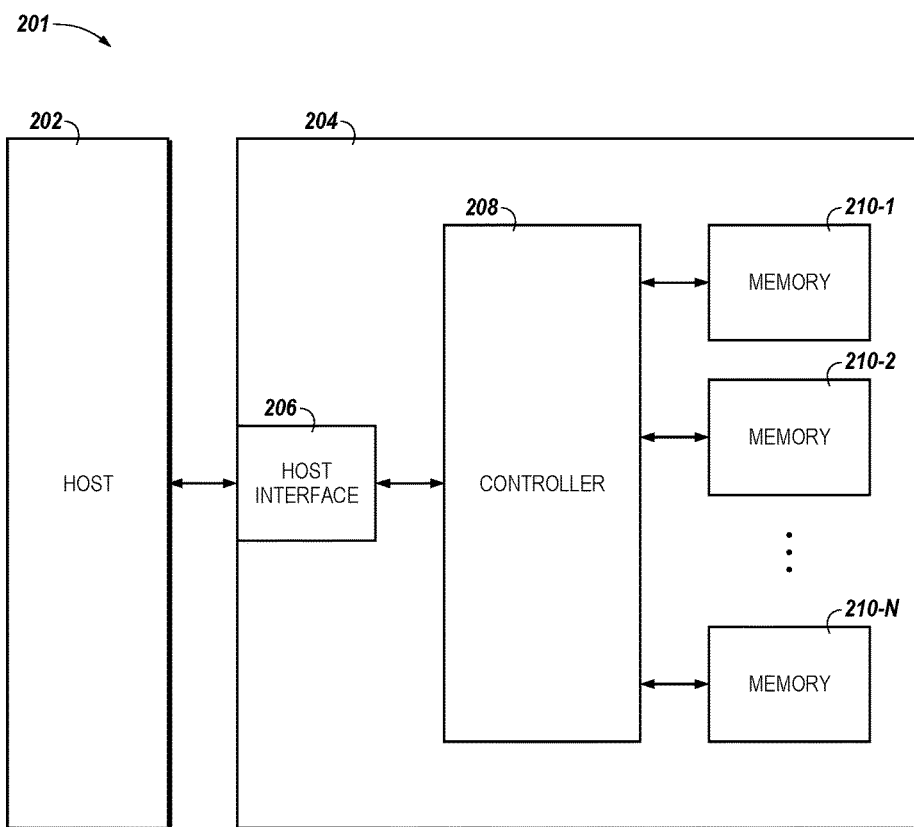 201
202
204
208
210-1
MEMORY
210-2
206
MEMORY
HOST
HOST
INTERFACE
CONTROLLER
210-N
MEMORY